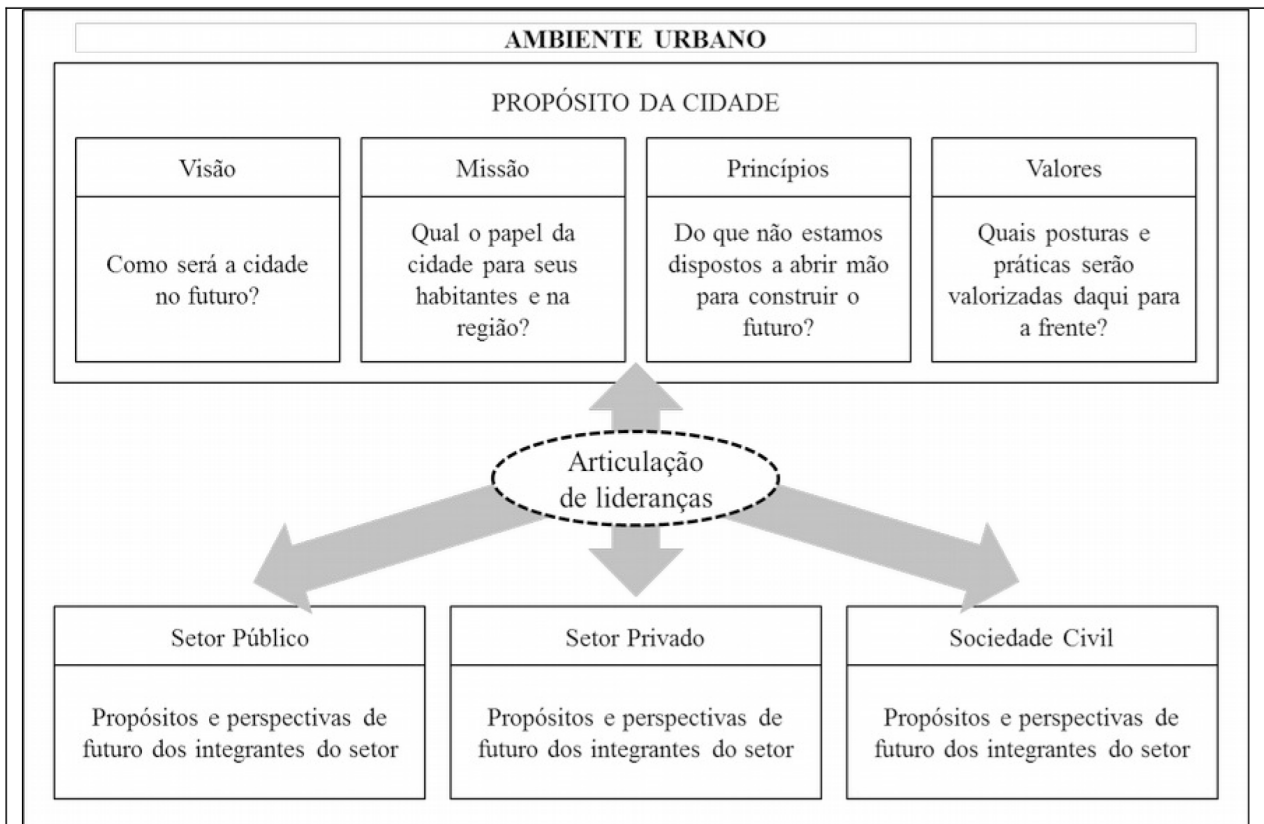 AMBIENTE URBANO
PROPÓSITO DA CIDADE
Visão
Como será a cidade
no futuro?
Missão
Qual o papel da
cidade para seus
habitantes e na
região?
Princípios
Do que não estamos
dispostos a abrir mão
para construir o
futuro?
Valores
Quais posturas e
práticas serão
valorizadas daqui para
a frente?
Articulação
de lideranças
Setor Público
Propósitos e perspectivas de
futuro dos integrantes do setor
Setor Privado
Propósitos e perspectivas de
futuro dos integrantes do setor
Sociedade Civil
Propósitos e perspectivas de
futuro dos integrantes do setor